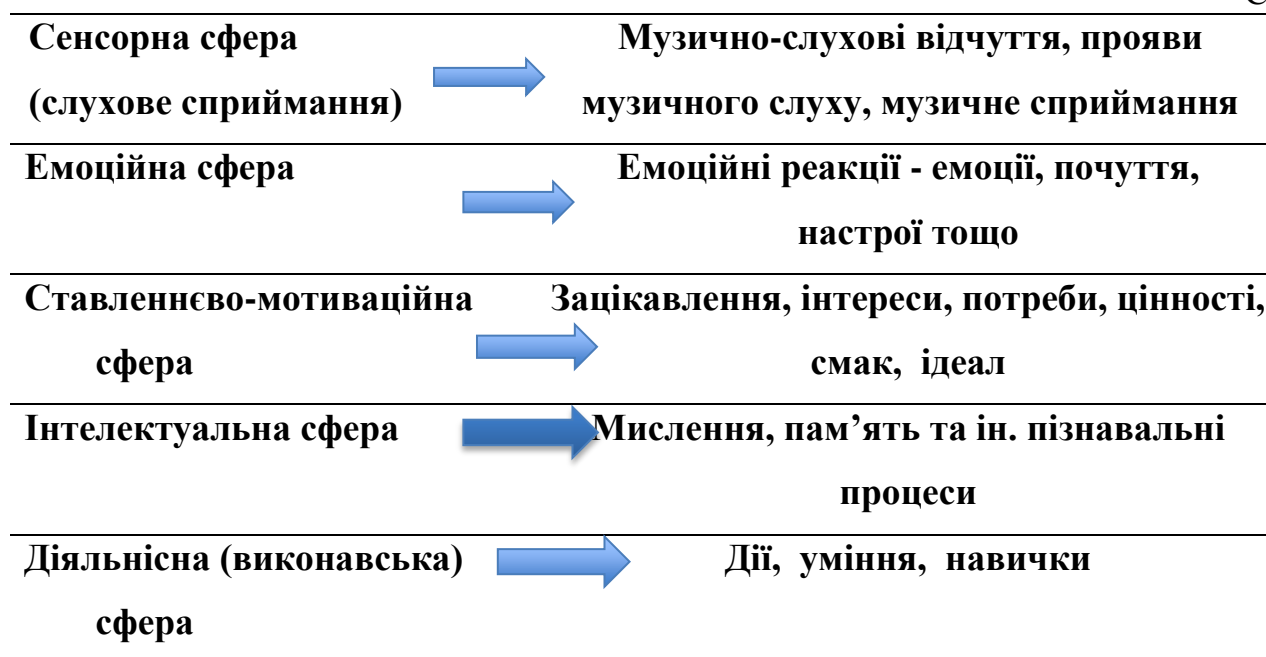 Сенсорна сфера
(слухове сприймання)
Музично-слухові відчуття, прояви
музичного слуху, музичне сприймання
Емоційна сфера
Емоційні реакції - емоції, почуття,
настрої тощо
Ставленнєво-мотиваційна
сфера
Зацікавлення, інтереси, потреби, цінності,
смак, ідеал
Інтелектуальна сфера
Мислення, пам’ять та ін. пізнавальні
процеси
Діяльнісна (виконавська)
сфера
Дії, уміння, навички